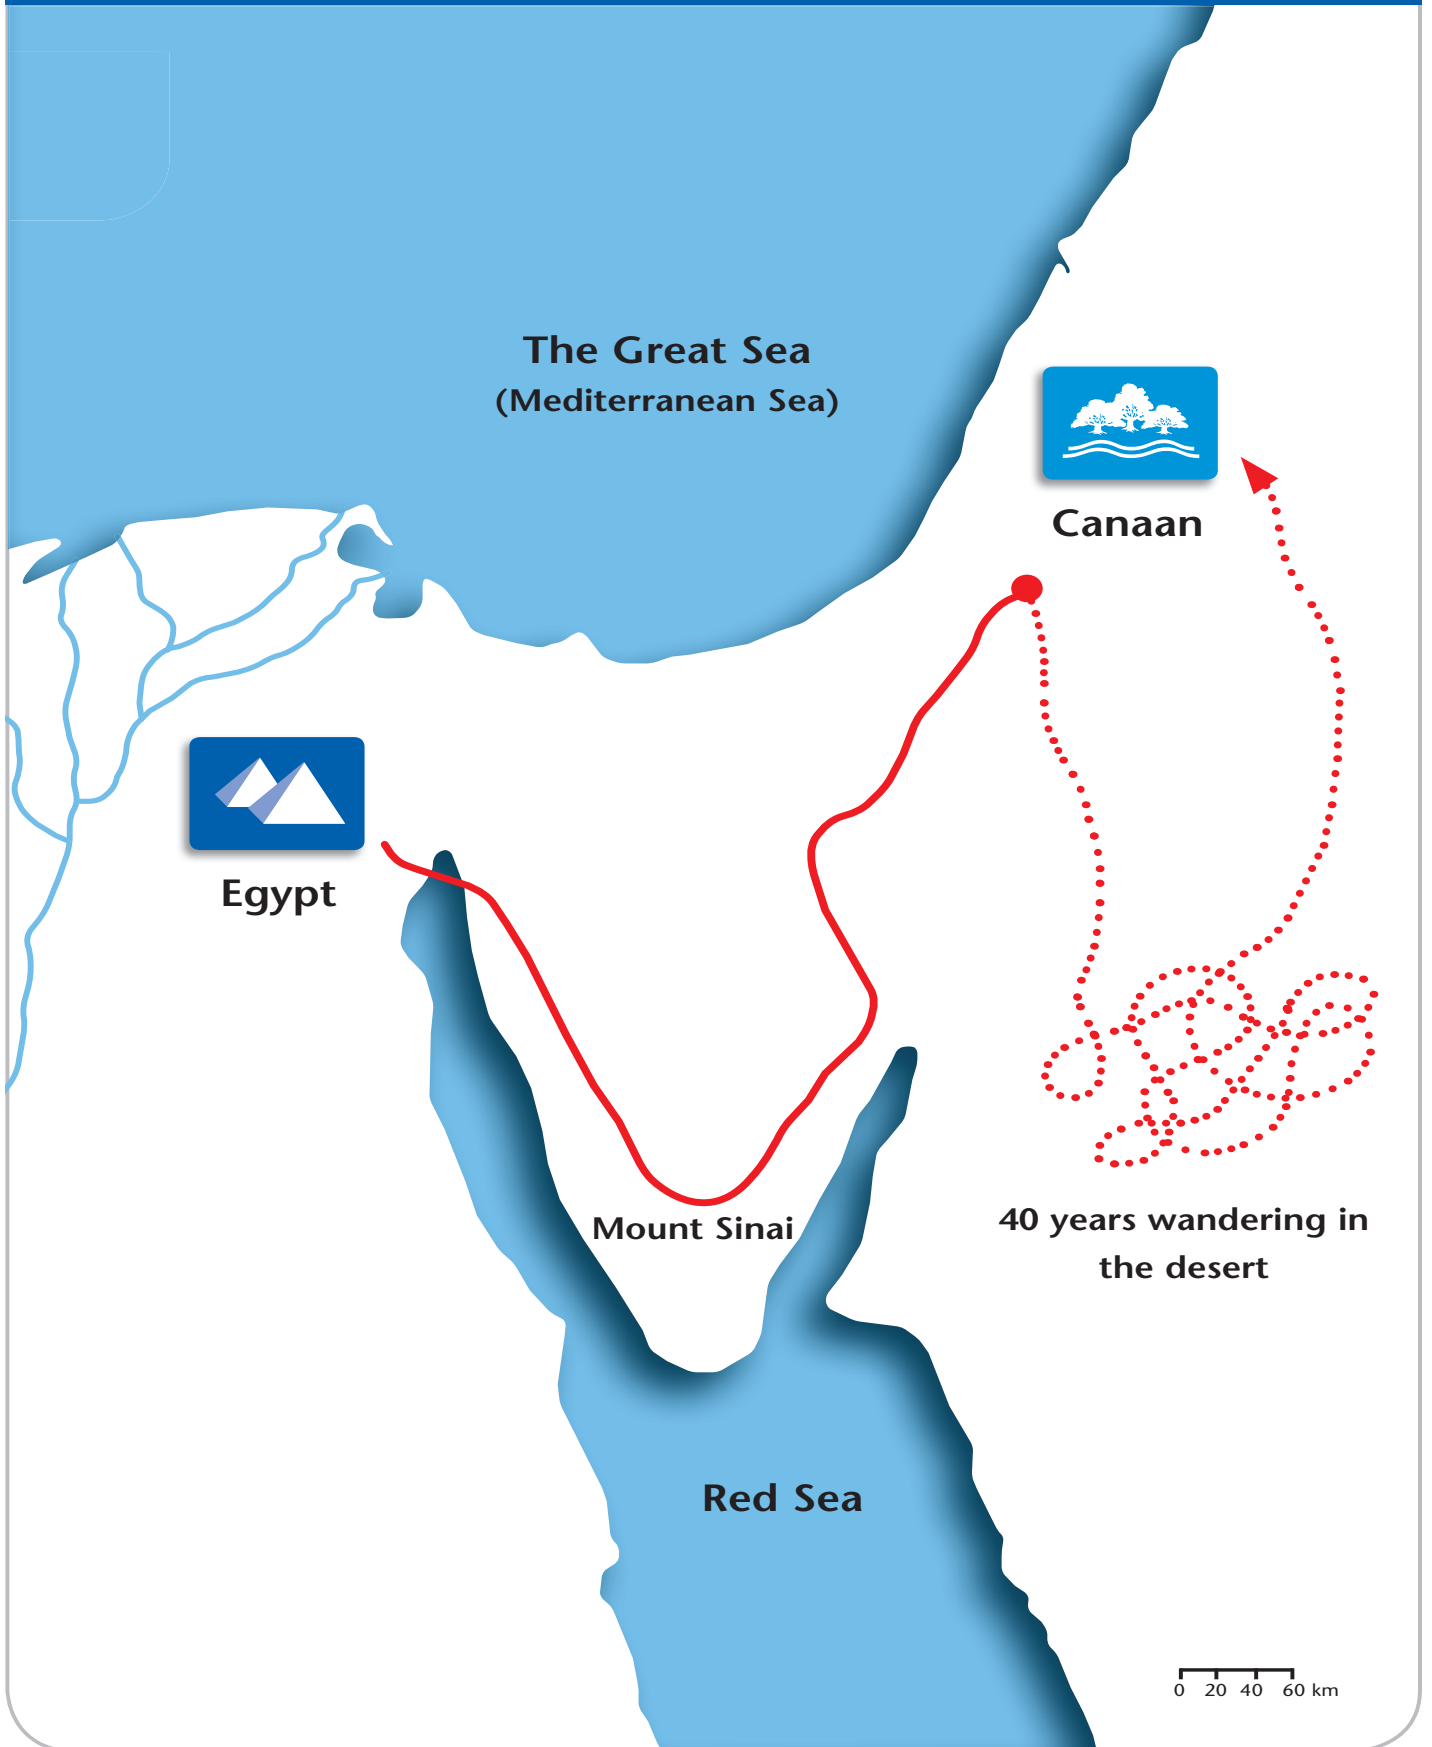 The Great Sea
(Mediterranean Sea)
Canaan
Egypt
Mount Sinai
40 years wandering in
the desert
Red Sea
0 20 40 60 km